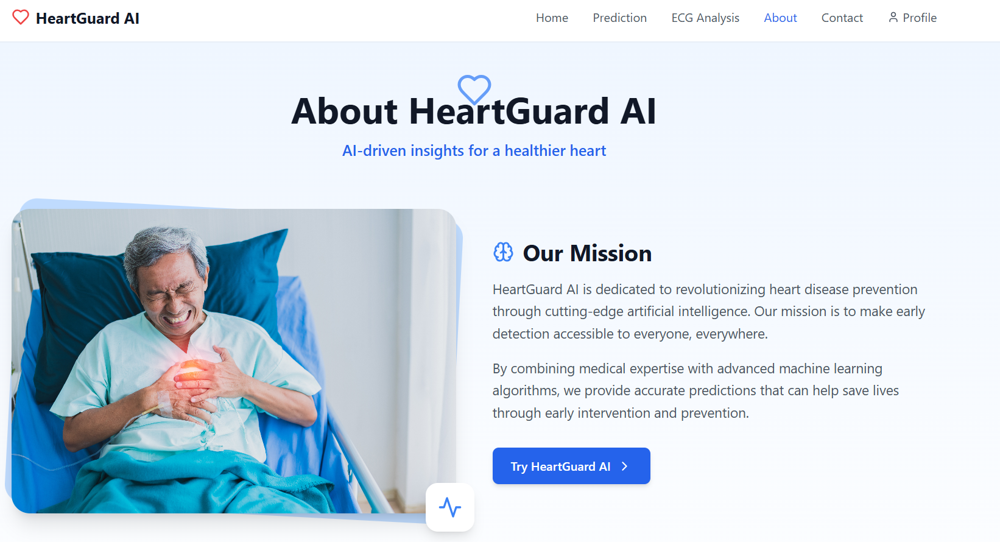 HeartGuard AI
Home
Prediction
ECG Analysis
About
Contact
Profile
About HeartGuard AI
AI-driven insights for a healthier heart
Our Mission
HeartGuard AI is dedicated to revolutionizing heart disease prevention
through cutting-edge artificial intelligence. Our mission is to make early
detection accessible to everyone, everywhere.
By combining medical expertise with advanced machine learning
algorithms, we provide accurate predictions that can help save lives
through early intervention and prevention.
Try HeartGuard AI